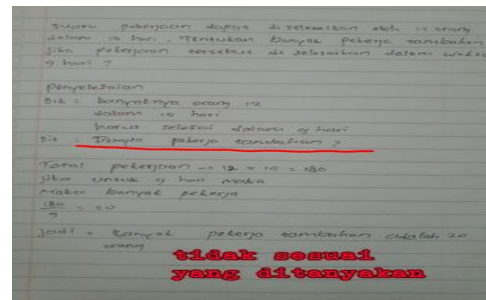 suatu pekerjaan dapat di selesaikan oleh 12 orang
dalam 15 hari. Tentukan banyak pekerja tambahan
jika pekerjaan tersebut di selesaikan dalam waktu
9 hari ?
penyelesaian
Dik = banyaknya orang 12
dalam 15 hari
harus selesai dalam 9 hari
Dit = pekerja tambahan ?
Total pekerjaan → 12 x 15 = 180
jika untuk 9 hari maka
Maka banyak pekerja
180
9 = 20
jadi = banyak pekerja tambahan adalah 20
orang
tidak sesuai
yang ditanyakan